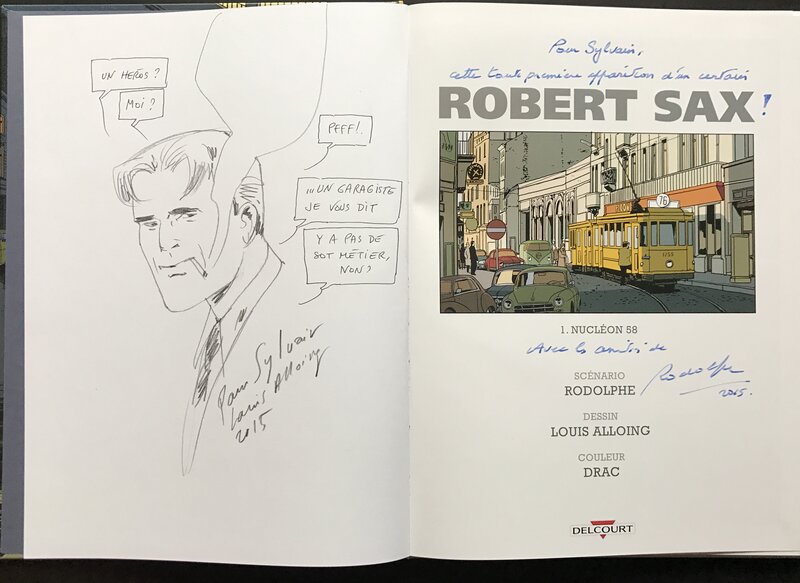 UN HEROS ?
MOI ?
PFFF!.
...UN GARAGISTE
JE VOUS DIT
Y A PAS DE
SOT MÉTIER,
NON ?
Pour Sylvain
Louis Alloing
2015
Pour Sylvain,
cette toute première apparition d'un certain
ROBERT SAX !
76
1755
1. NUCLÉON 58
Avec les amitiés de
Rodolphe
2015.
SCÉNARIO
RODOLPHE
DESSIN
LOUIS ALLOING
COULEUR
DRAC
DELCOURT